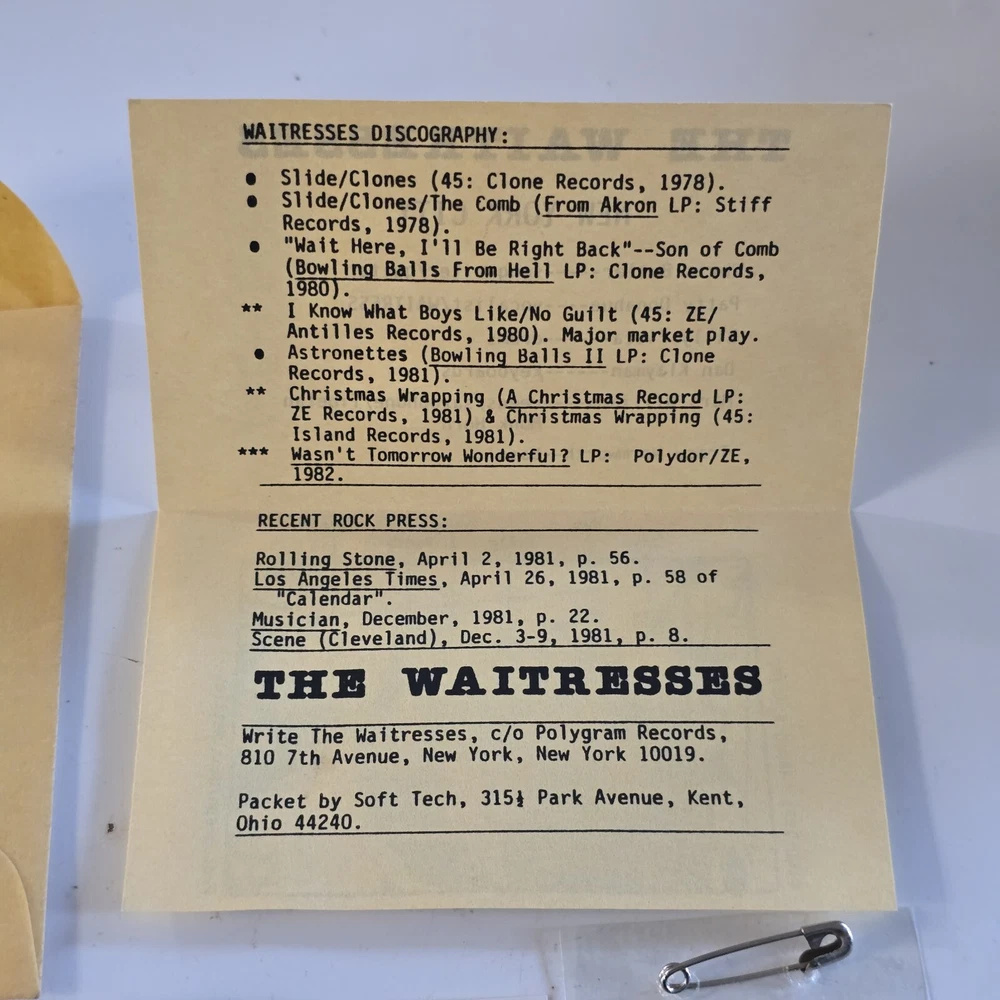 WAITRESSES DISCOGRAPHY:
● Slide/Clones (45: Clone Records, 1978).
● Slide/Clones/The Comb (From Akron LP: Stiff
Records, 1978).
● "Wait Here, I'll Be Right Back"--Son of Comb
(Bowling Balls From Hell LP: Clone Records,
1980).
** I Know What Boys Like/No Guilt (45: ZE/
Antilles Records, 1980). Major market play.
● Astronettes (Bowling Balls II LP: Clone
Records, 1981).
** Christmas Wrapping (A Christmas Record LP:
ZE Records, 1981) & Christmas Wrapping (45:
Island Records, 1981).
*** Wasn't Tomorrow Wonderful? LP: Polydor/ZE,
1982.
RECENT ROCK PRESS:
Rolling Stone, April 2, 1981, p. 56.
Los Angeles Times, April 26, 1981, p. 58 of
"Calendar".
Musician, December, 1981, p. 22.
Scene (Cleveland), Dec. 3-9, 1981, p. 8.
THE WAITRESSES
Write The Waitresses, c/o Polygram Records,
810 7th Avenue, New York, New York 10019.
Packet by Soft Tech, 315½ Park Avenue, Kent,
Ohio 44240.